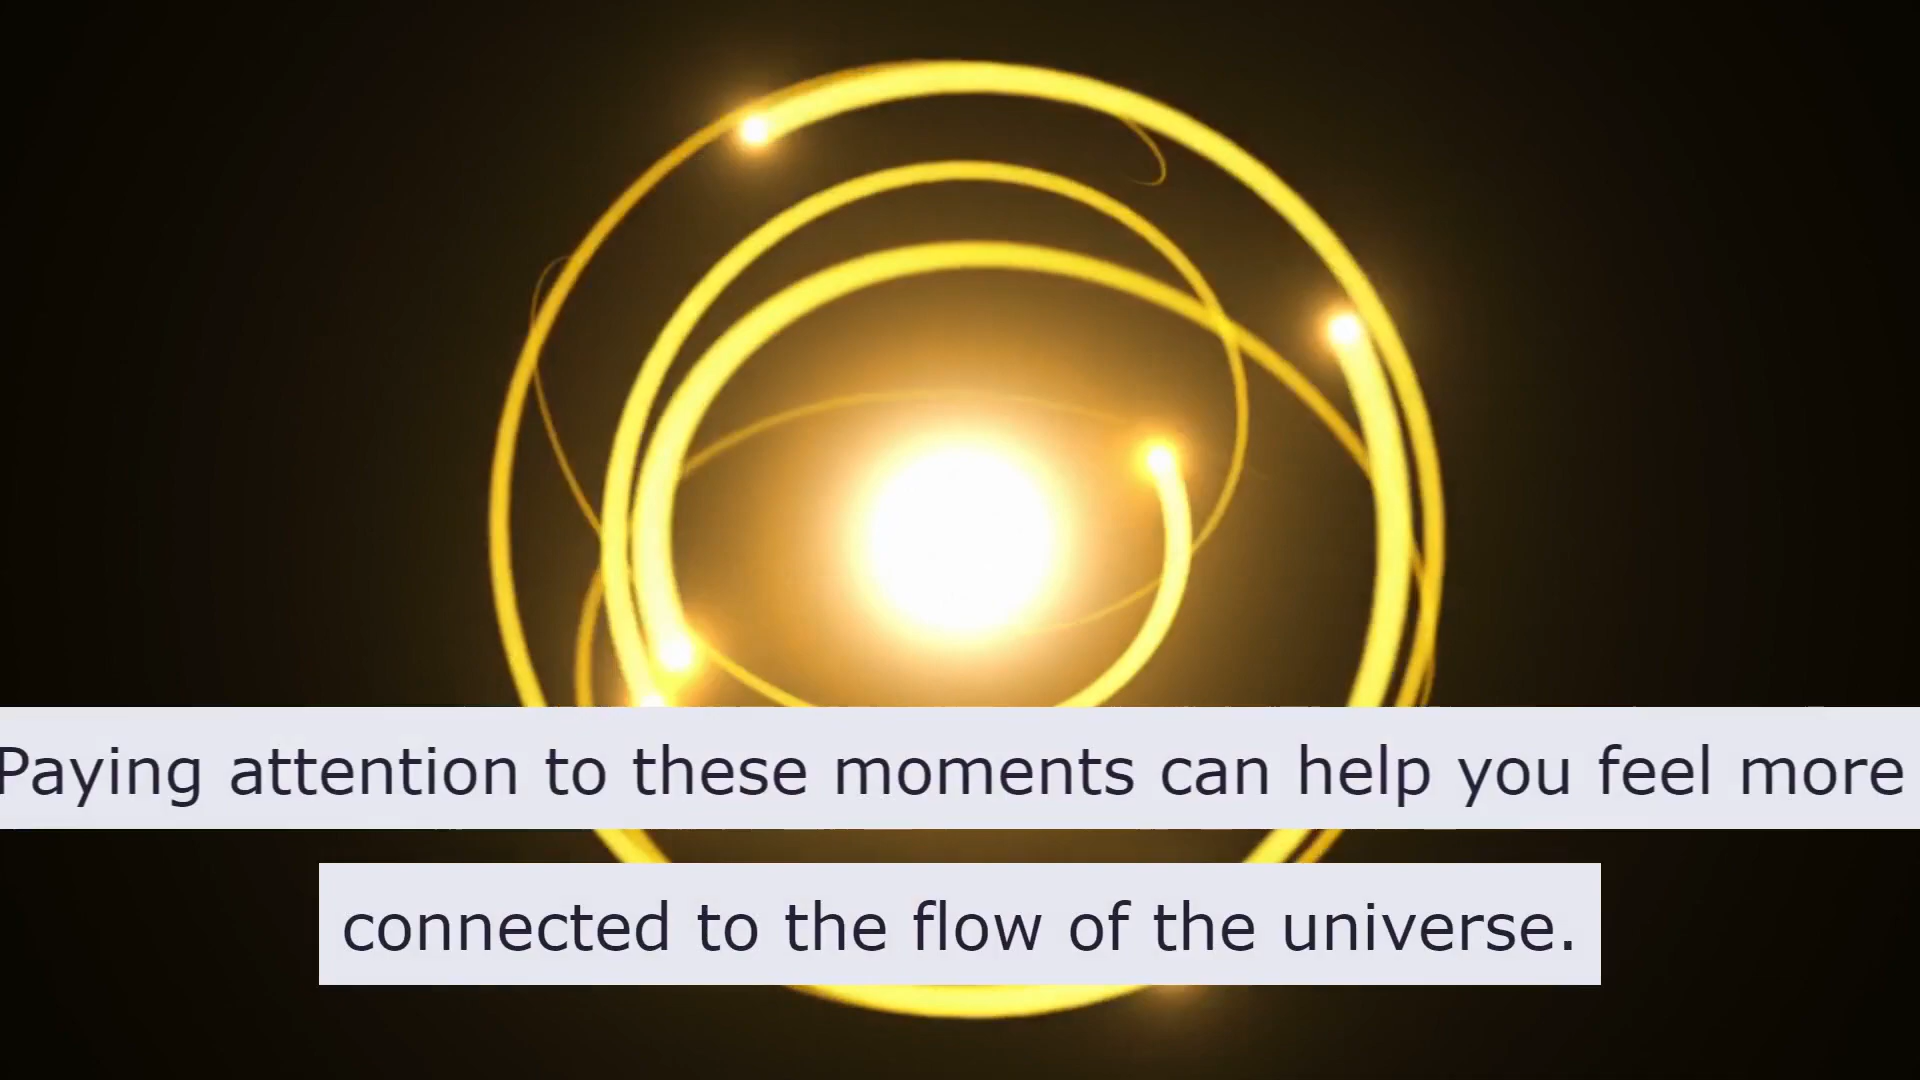 Paying attention to these moments can help you feel more
connected to the flow of the universe.